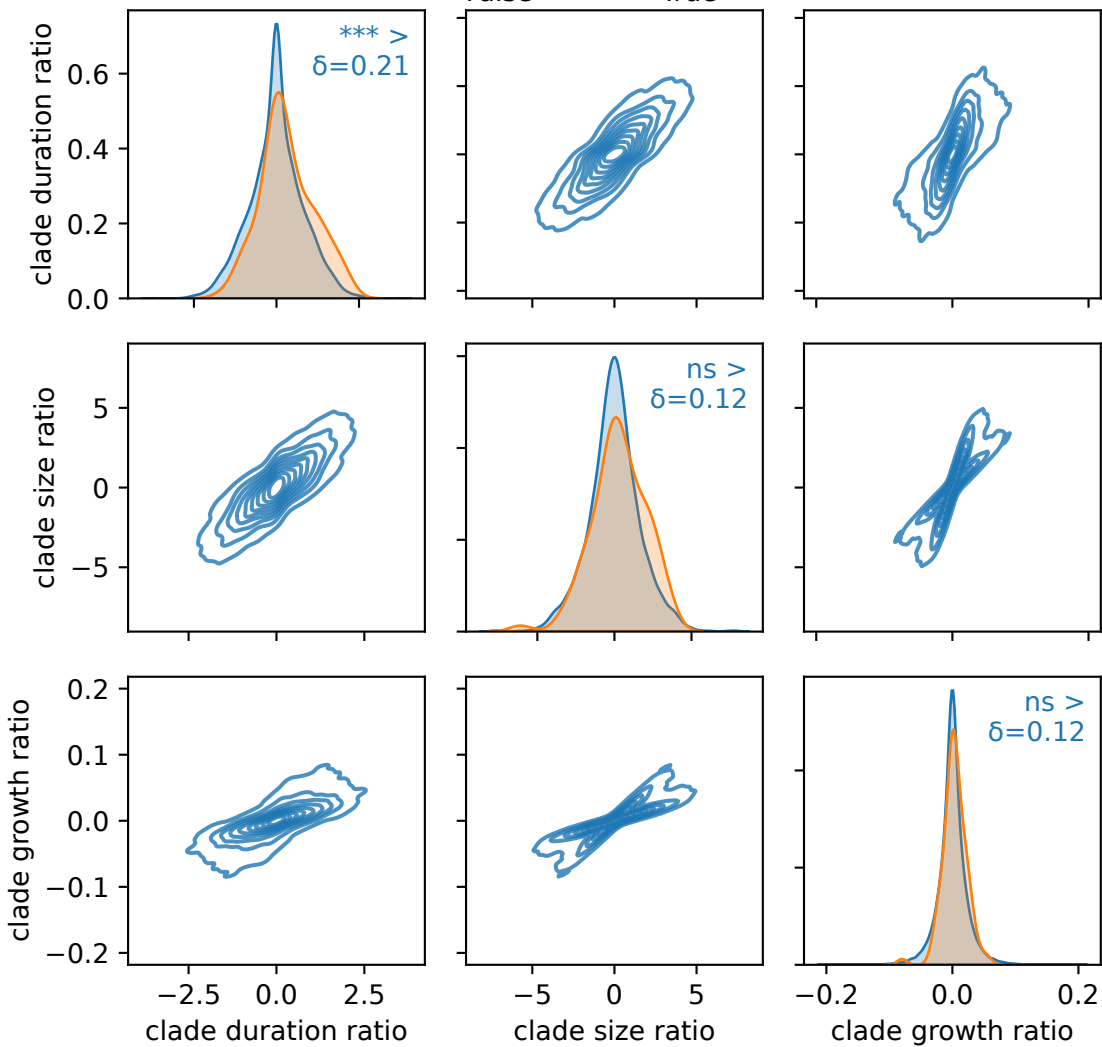 clade duration ratio
0.6
0.4
0.2
0.0
*** >
δ=0.21
clade size ratio
5
0
−5
ns >
δ=0.12
clade growth ratio
0.2
0.1
0.0
−0.1
−0.2
ns >
δ=0.12
−2.5 0.0 2.5
−5 0 5
−0.2 0.0 0.2
clade duration ratio
clade size ratio
clade growth ratio